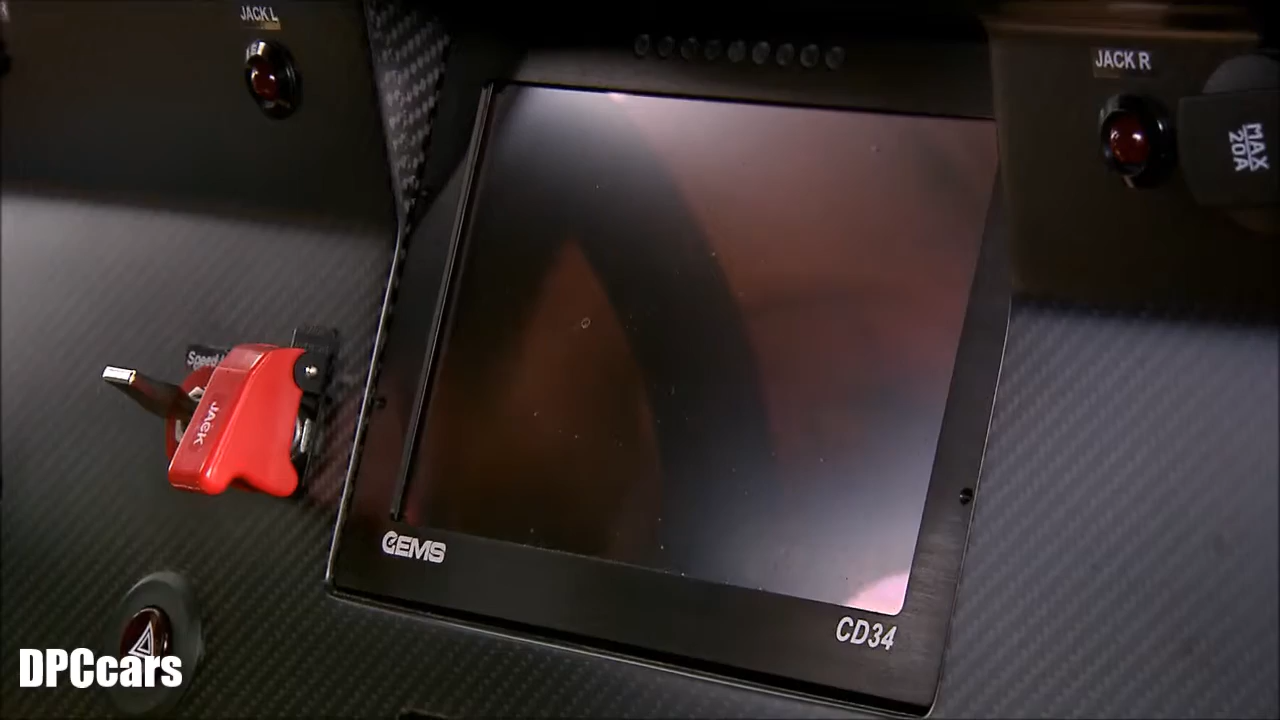 JACK L
JACK R
MAX
20A
Speed
JACK
GEMS
CD34
DPCcars